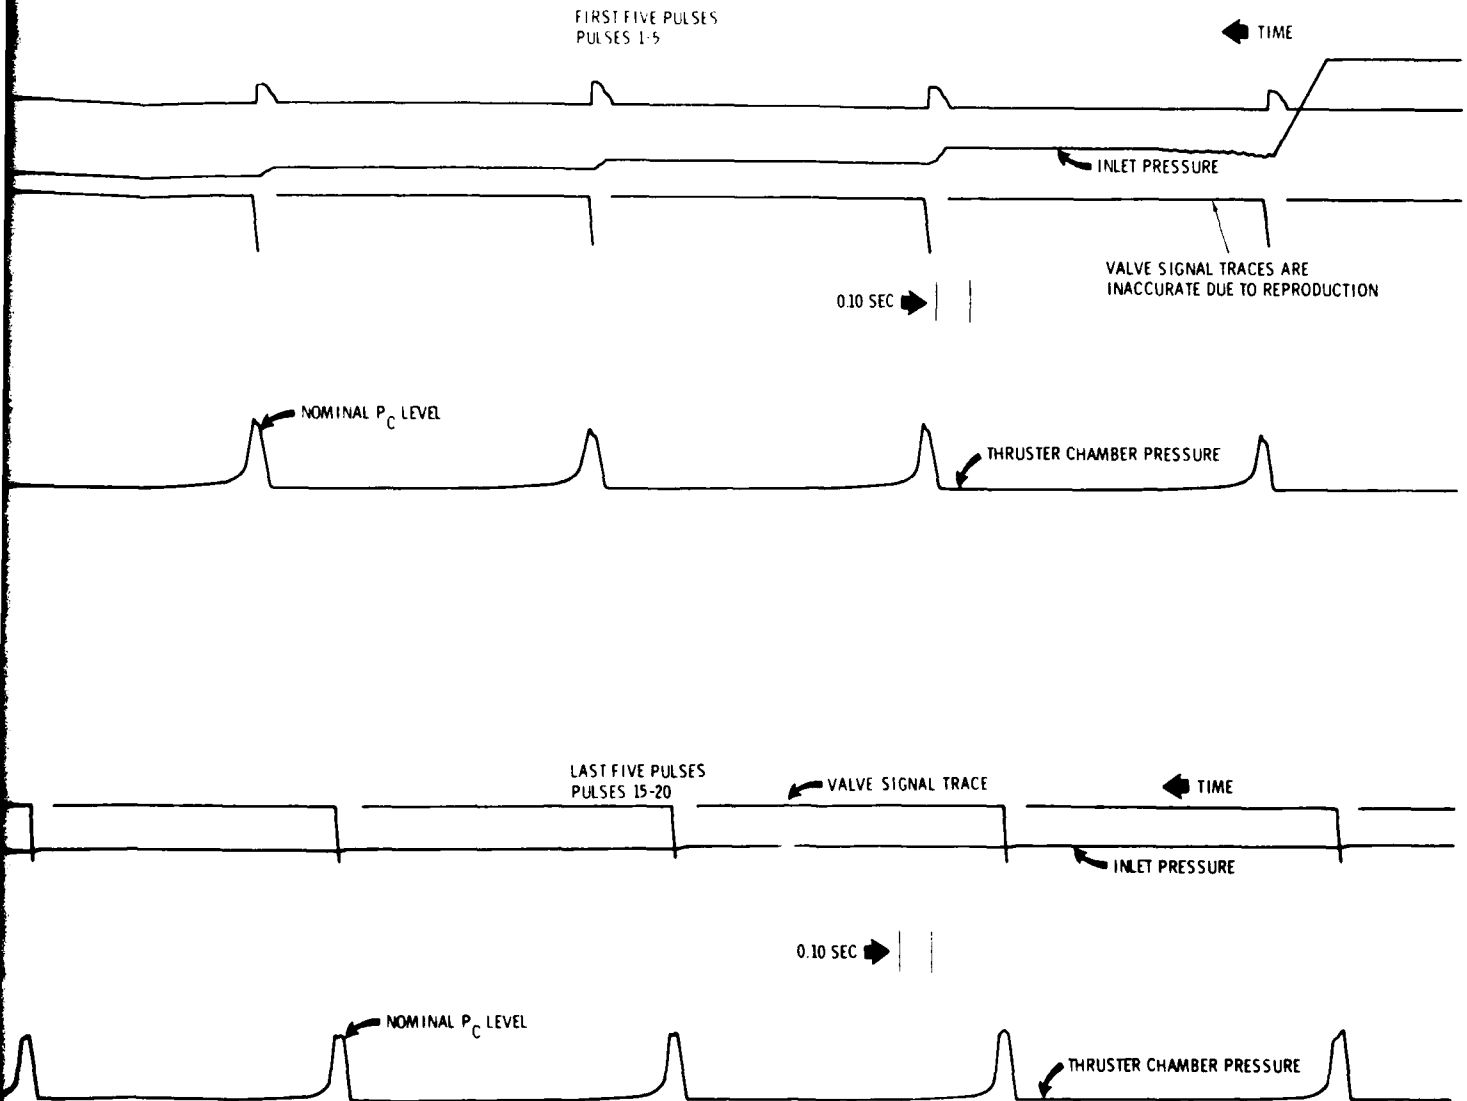 FIRST FIVE PULSES
PULSES 1-5
TIME
INLET PRESSURE
VALVE SIGNAL TRACES ARE
INACCURATE DUE TO REPRODUCTION
0.10 SEC
NOMINAL PC LEVEL
THRUSTER CHAMBER PRESSURE
LAST FIVE PULSES
PULSES 15-20
VALVE SIGNAL TRACE
TIME
INLET PRESSURE
0.10 SEC
NOMINAL PC LEVEL
THRUSTER CHAMBER PRESSURE